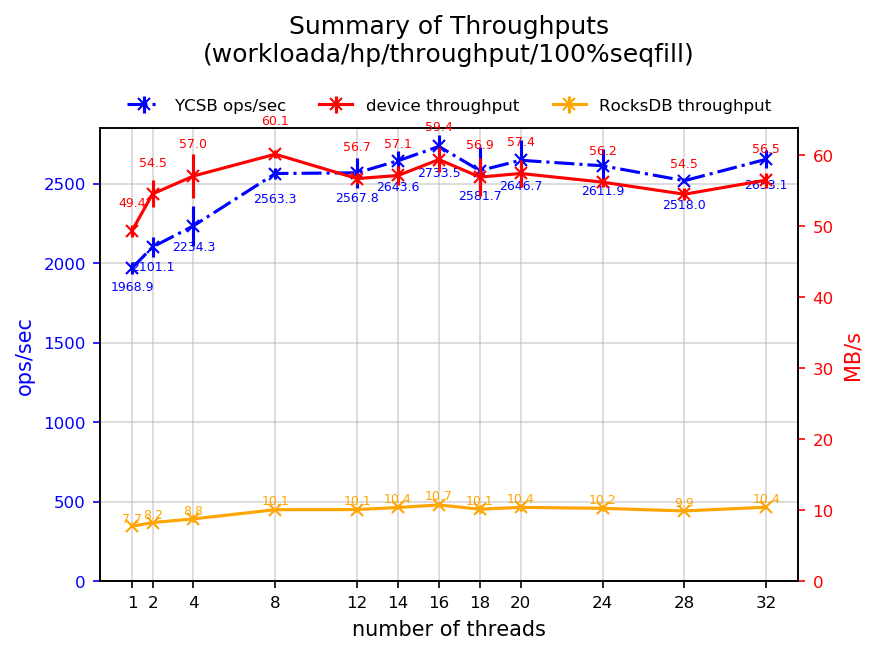 Summary of Throughputs
(workloada/hp/throughput/100%seqfill)
YCSB ops/sec device throughput RocksDB throughput
49.4 54.5 57.0 60.1 56.7 57.1 59.4 56.9 57.4 56.2 54.5 56.5
1968.9 2101.1 2234.3 2563.3 2567.8 2643.6 2733.5 2581.7 2646.7 2611.9 2518.0 2653.1
7.7 8.2 8.8 10.1 10.1 10.4 10.7 10.1 10.4 10.2 9.9 10.4
2500
2000
1500
1000
500
0
ops/sec
60
50
40
30
20
10
0
MB/s
1 2 4 8 12 14 16 18 20 24 28 32
number of threads